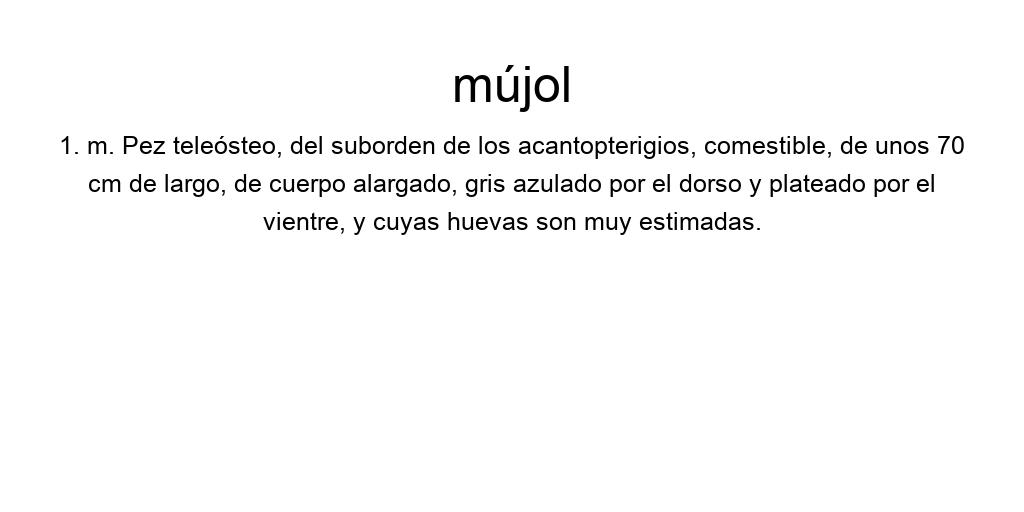 mújol
1. m. Pez teleósteo, del suborden de los acantopterigios, comestible, de unos 70
cm de largo, de cuerpo alargado, gris azulado por el dorso y plateado por el
vientre, y cuyas huevas son muy estimadas.